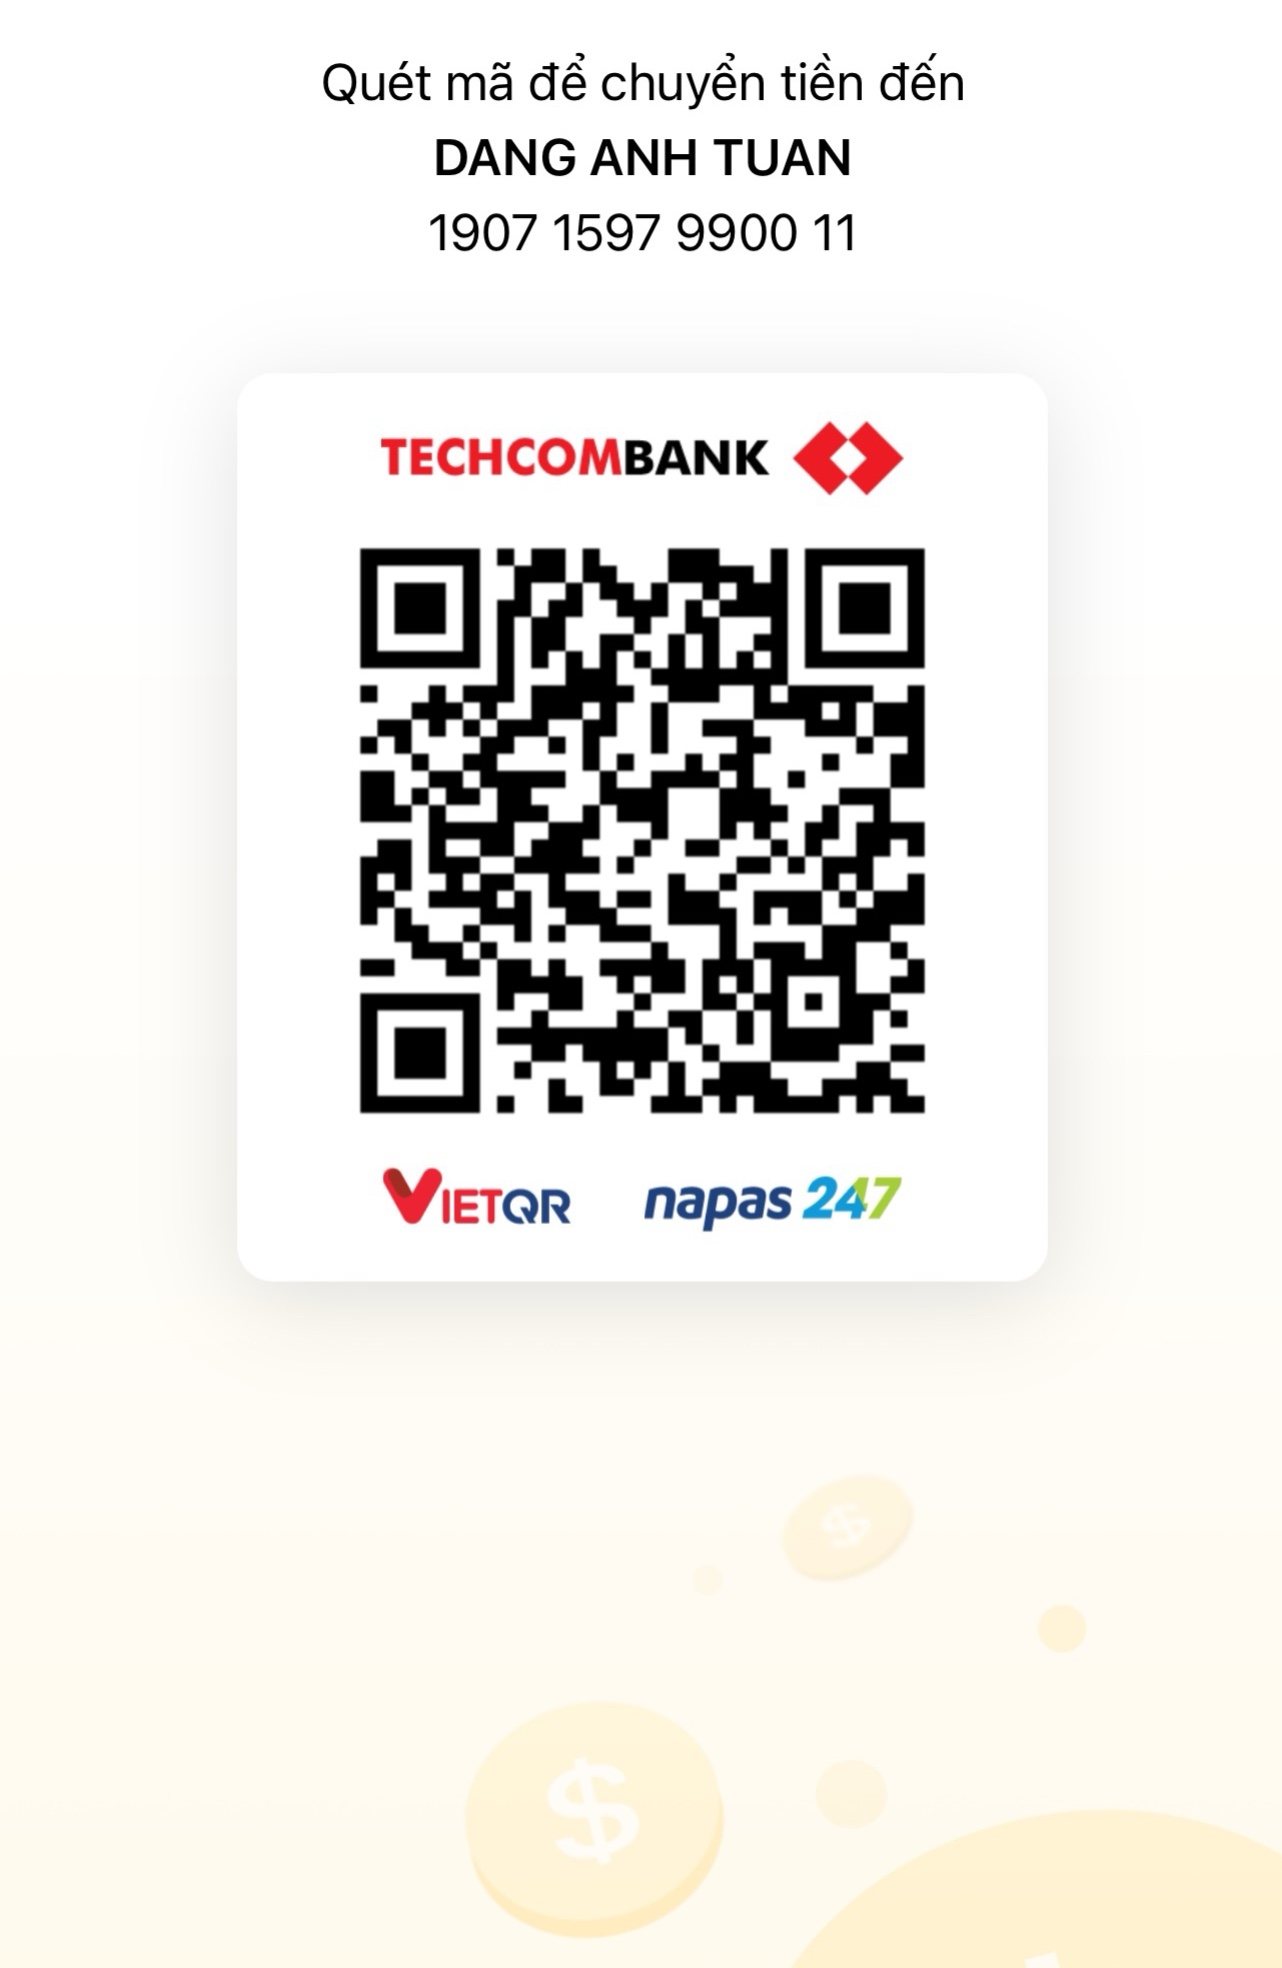 Quét mã để chuyển tiền đến
DANG ANH TUAN
1907 1597 9900 11
TECHCOMBANK
VIETQR
napas 247
$
$